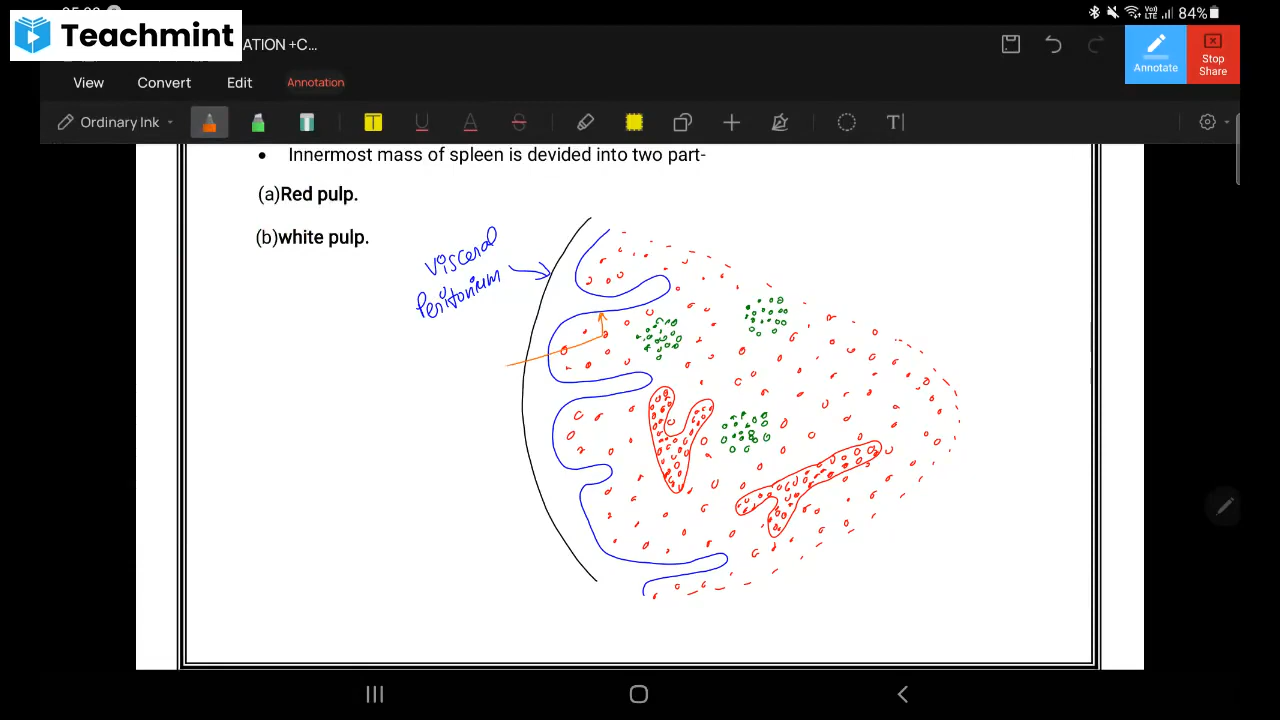 84%
Teachmint
ATION +C...
Annotate
Stop
Share
View Convert Edit Annotation
Ordinary Ink
• Innermost mass of spleen is devided into two part-
(a)Red pulp.
(b)white pulp.
visceral
Peritonium